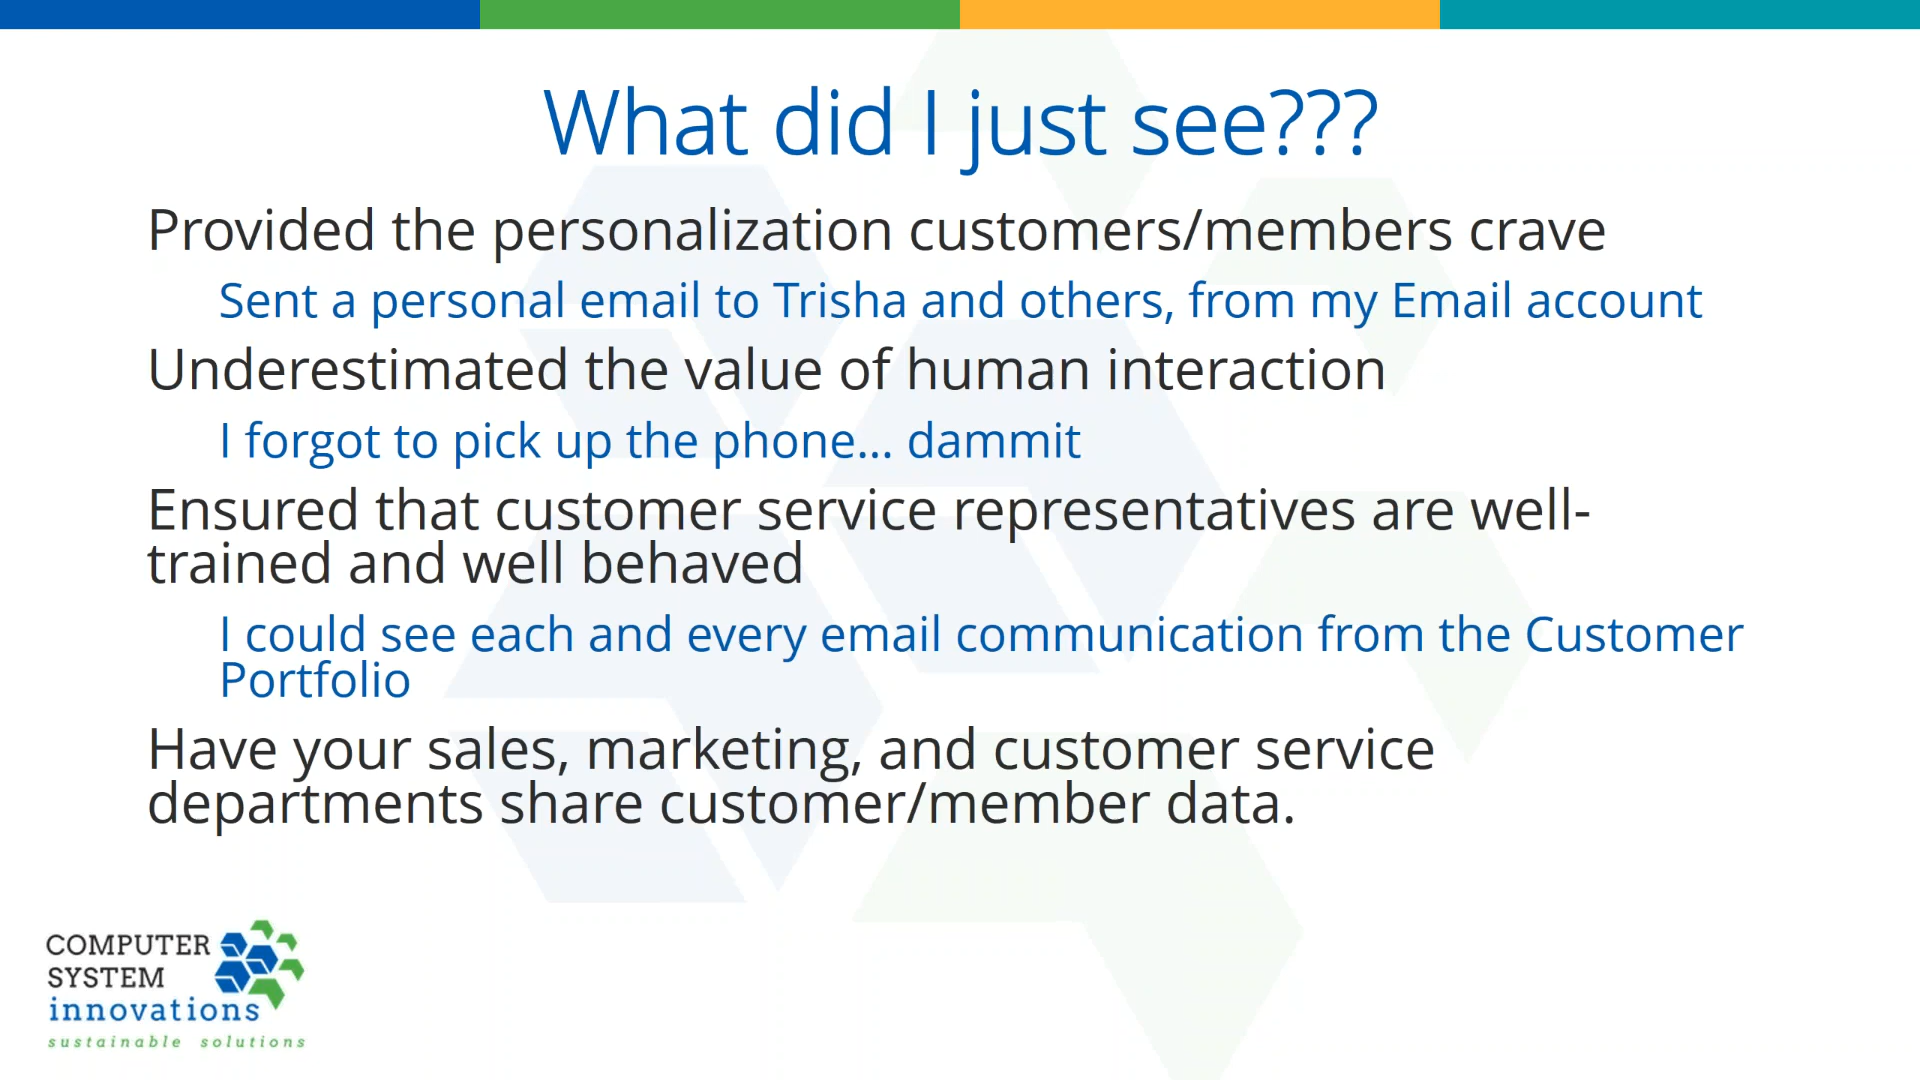 What did I just see???
Provided the personalization customers/members crave
Sent a personal email to Trisha and others, from my Email account
Underestimated the value of human interaction
I forgot to pick up the phone... dammit
Ensured that customer service representatives are well-
trained and well behaved
I could see each and every email communication from the Customer
Portfolio
Have your sales, marketing, and customer service
departments share customer/member data.
COMPUTER
SYSTEM
innovations
sustainable solutions